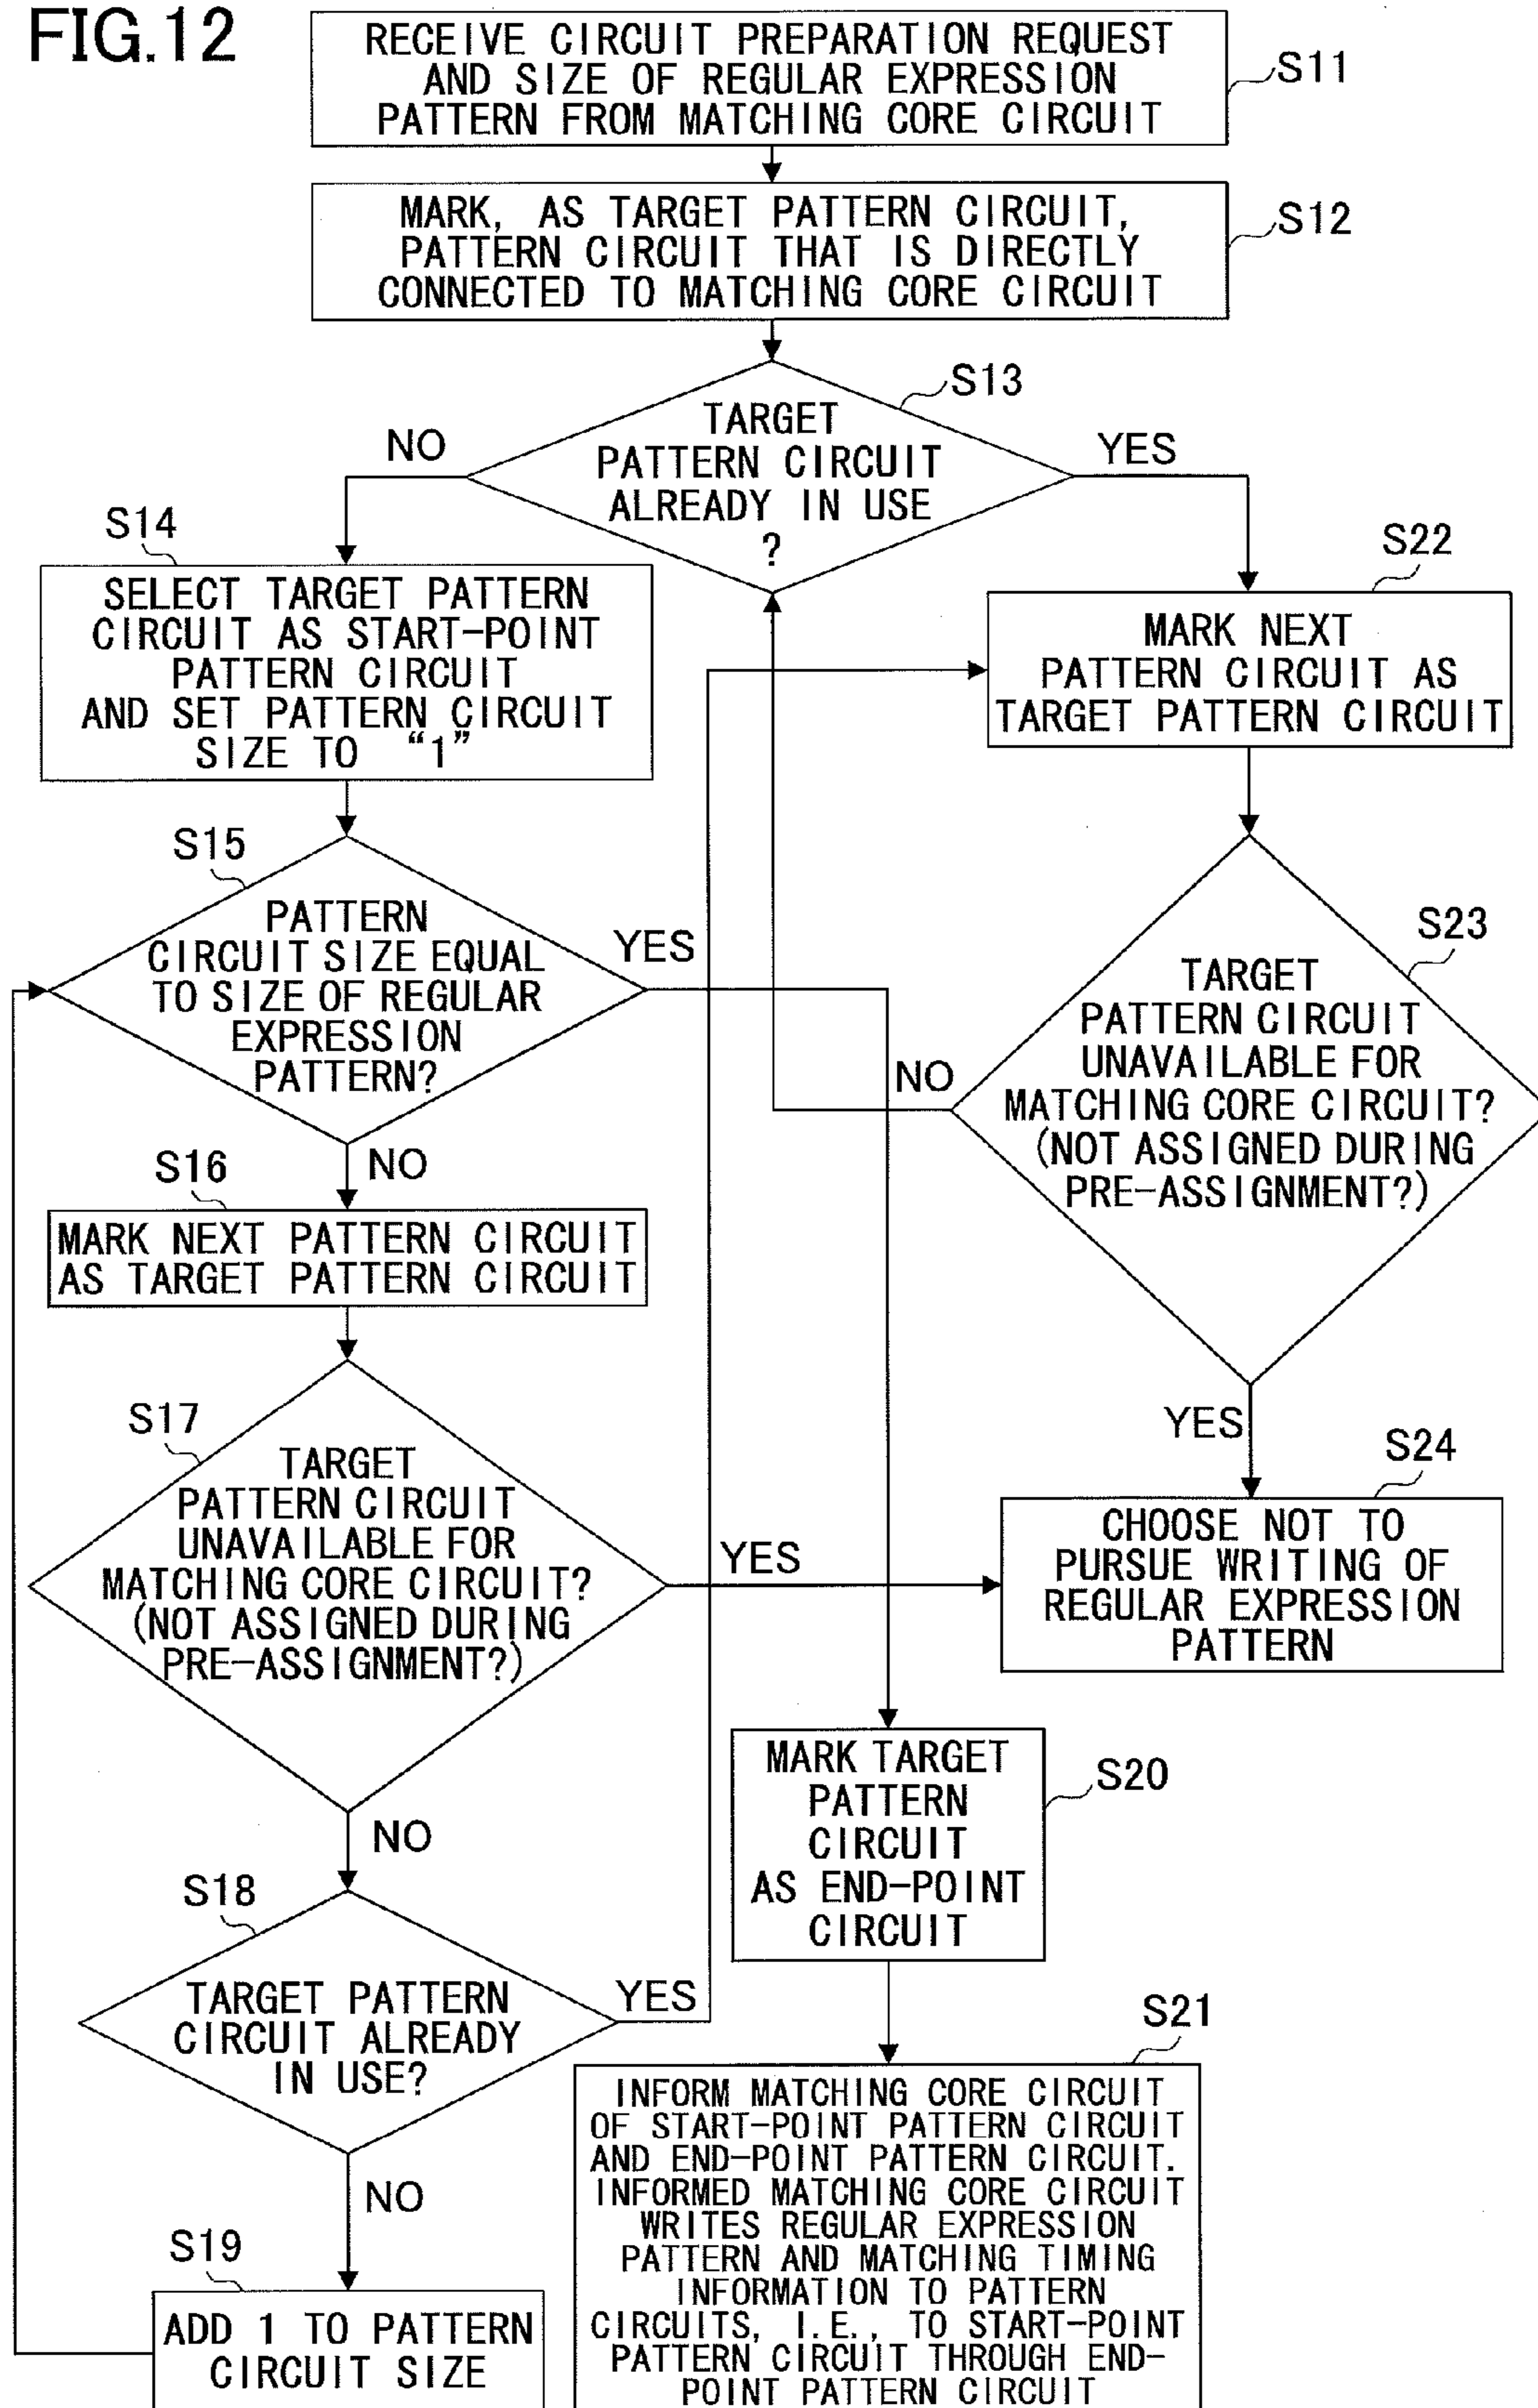 FIG.12
RECEIVE CIRCUIT PREPARATION REQUEST
AND SIZE OF REGULAR EXPRESSION
PATTERN FROM MATCHING CORE CIRCUIT
S11
MARK, AS TARGET PATTERN CIRCUIT,
PATTERN CIRCUIT THAT IS DIRECTLY
CONNECTED TO MATCHING CORE CIRCUIT
S12
S13
TARGET
PATTERN CIRCUIT
ALREADY IN USE
?
NO
YES
S14
SELECT TARGET PATTERN
CIRCUIT AS START-POINT
PATTERN CIRCUIT
AND SET PATTERN CIRCUIT
SIZE TO “1”
S22
MARK NEXT
PATTERN CIRCUIT AS
TARGET PATTERN CIRCUIT
S15
PATTERN
CIRCUIT SIZE EQUAL
TO SIZE OF REGULAR
EXPRESSION
PATTERN?
YES
NO
S23
TARGET
PATTERN CIRCUIT
UNAVAILABLE FOR
MATCHING CORE CIRCUIT?
(NOT ASSIGNED DURING
PRE-ASSIGNMENT?)
NO
YES
S16
MARK NEXT PATTERN CIRCUIT
AS TARGET PATTERN CIRCUIT
S17
TARGET
PATTERN CIRCUIT
UNAVAILABLE FOR
MATCHING CORE CIRCUIT?
(NOT ASSIGNED DURING
PRE-ASSIGNMENT?)
YES
NO
S24
CHOOSE NOT TO
PURSUE WRITING OF
REGULAR EXPRESSION
PATTERN
S18
TARGET PATTERN
CIRCUIT ALREADY
IN USE?
YES
NO
S20
MARK TARGET
PATTERN
CIRCUIT
AS END-POINT
CIRCUIT
S19
ADD 1 TO PATTERN
CIRCUIT SIZE
S21
INFORM MATCHING CORE CIRCUIT
OF START-POINT PATTERN CIRCUIT
AND END-POINT PATTERN CIRCUIT.
INFORMED MATCHING CORE CIRCUIT
WRITES REGULAR EXPRESSION
PATTERN AND MATCHING TIMING
INFORMATION TO PATTERN
CIRCUITS, I.E., TO START-POINT
PATTERN CIRCUIT THROUGH END-
POINT PATTERN CIRCUIT